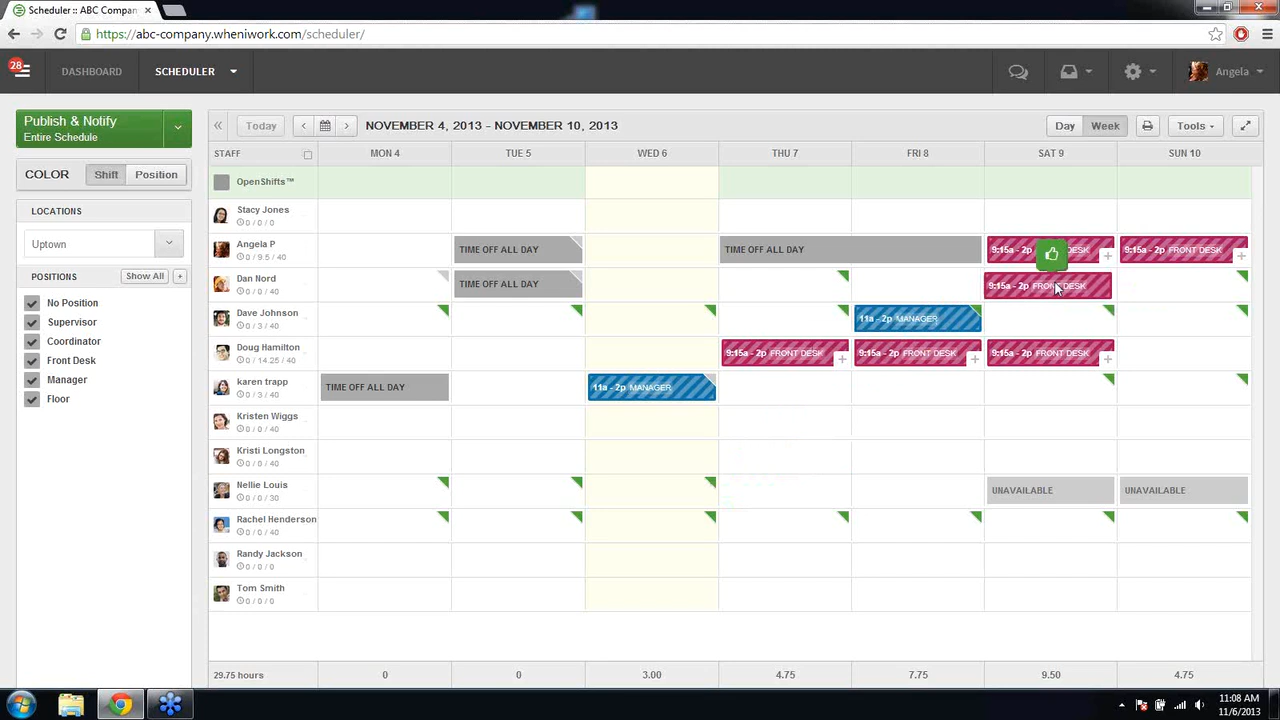 Scheduler :: ABC Compan
https://abc-company.wheniwork.com/scheduler/
28
DASHBOARD
SCHEDULER
Angela
Publish & Notify
Entire Schedule
Today
NOVEMBER 4, 2013 - NOVEMBER 10, 2013
Day
Week
Tools
STAFF
MON 4
TUE 5
WED 6
THU 7
FRI 8
SAT 9
SUN 10
COLOR
Shift
Position
LOCATIONS
Uptown
POSITIONS
Show All
+
No Position
Supervisor
Coordinator
Front Desk
Manager
Floor
OpenShifts™
Stacy Jones
0 / 0 / 0
Angela P
0 / 9.5 / 40
TIME OFF ALL DAY
TIME OFF ALL DAY
9:15a - 2p DESK
+
9:15a - 2p FRONT DESK
+
Dan Nord
0 / 0 / 40
TIME OFF ALL DAY
9:15a - 2p FRONT DESK
Dave Johnson
0 / 3 / 40
11a - 2p MANAGER
Doug Hamilton
0 / 14.25 / 40
9:15a - 2p FRONT DESK
+
9:15a - 2p FRONT DESK
+
9:15a - 2p FRONT DESK
+
karen trapp
0 / 3 / 40
TIME OFF ALL DAY
11a - 2p MANAGER
Kristen Wiggs
0 / 0 / 40
Kristi Longston
0 / 0 / 40
Nellie Louis
0 / 0 / 30
UNAVAILABLE
UNAVAILABLE
Rachel Henderson
0 / 0 / 40
Randy Jackson
0 / 0 / 0
Tom Smith
0 / 0 / 0
29.75 hours
0
0
3.00
4.75
7.75
9.50
4.75
11:08 AM
11/6/2013